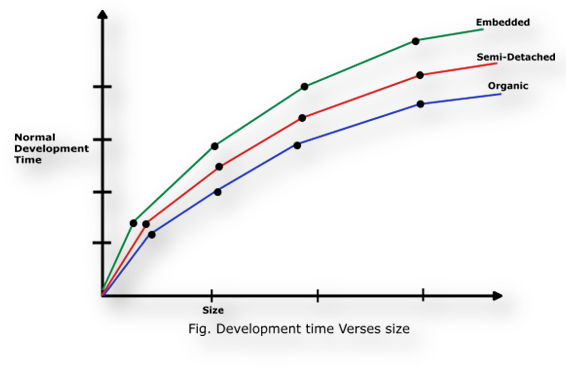 Embedded
Semi-Detached
Organic
Normal
Development
Time
Size
Fig. Development time Verses size